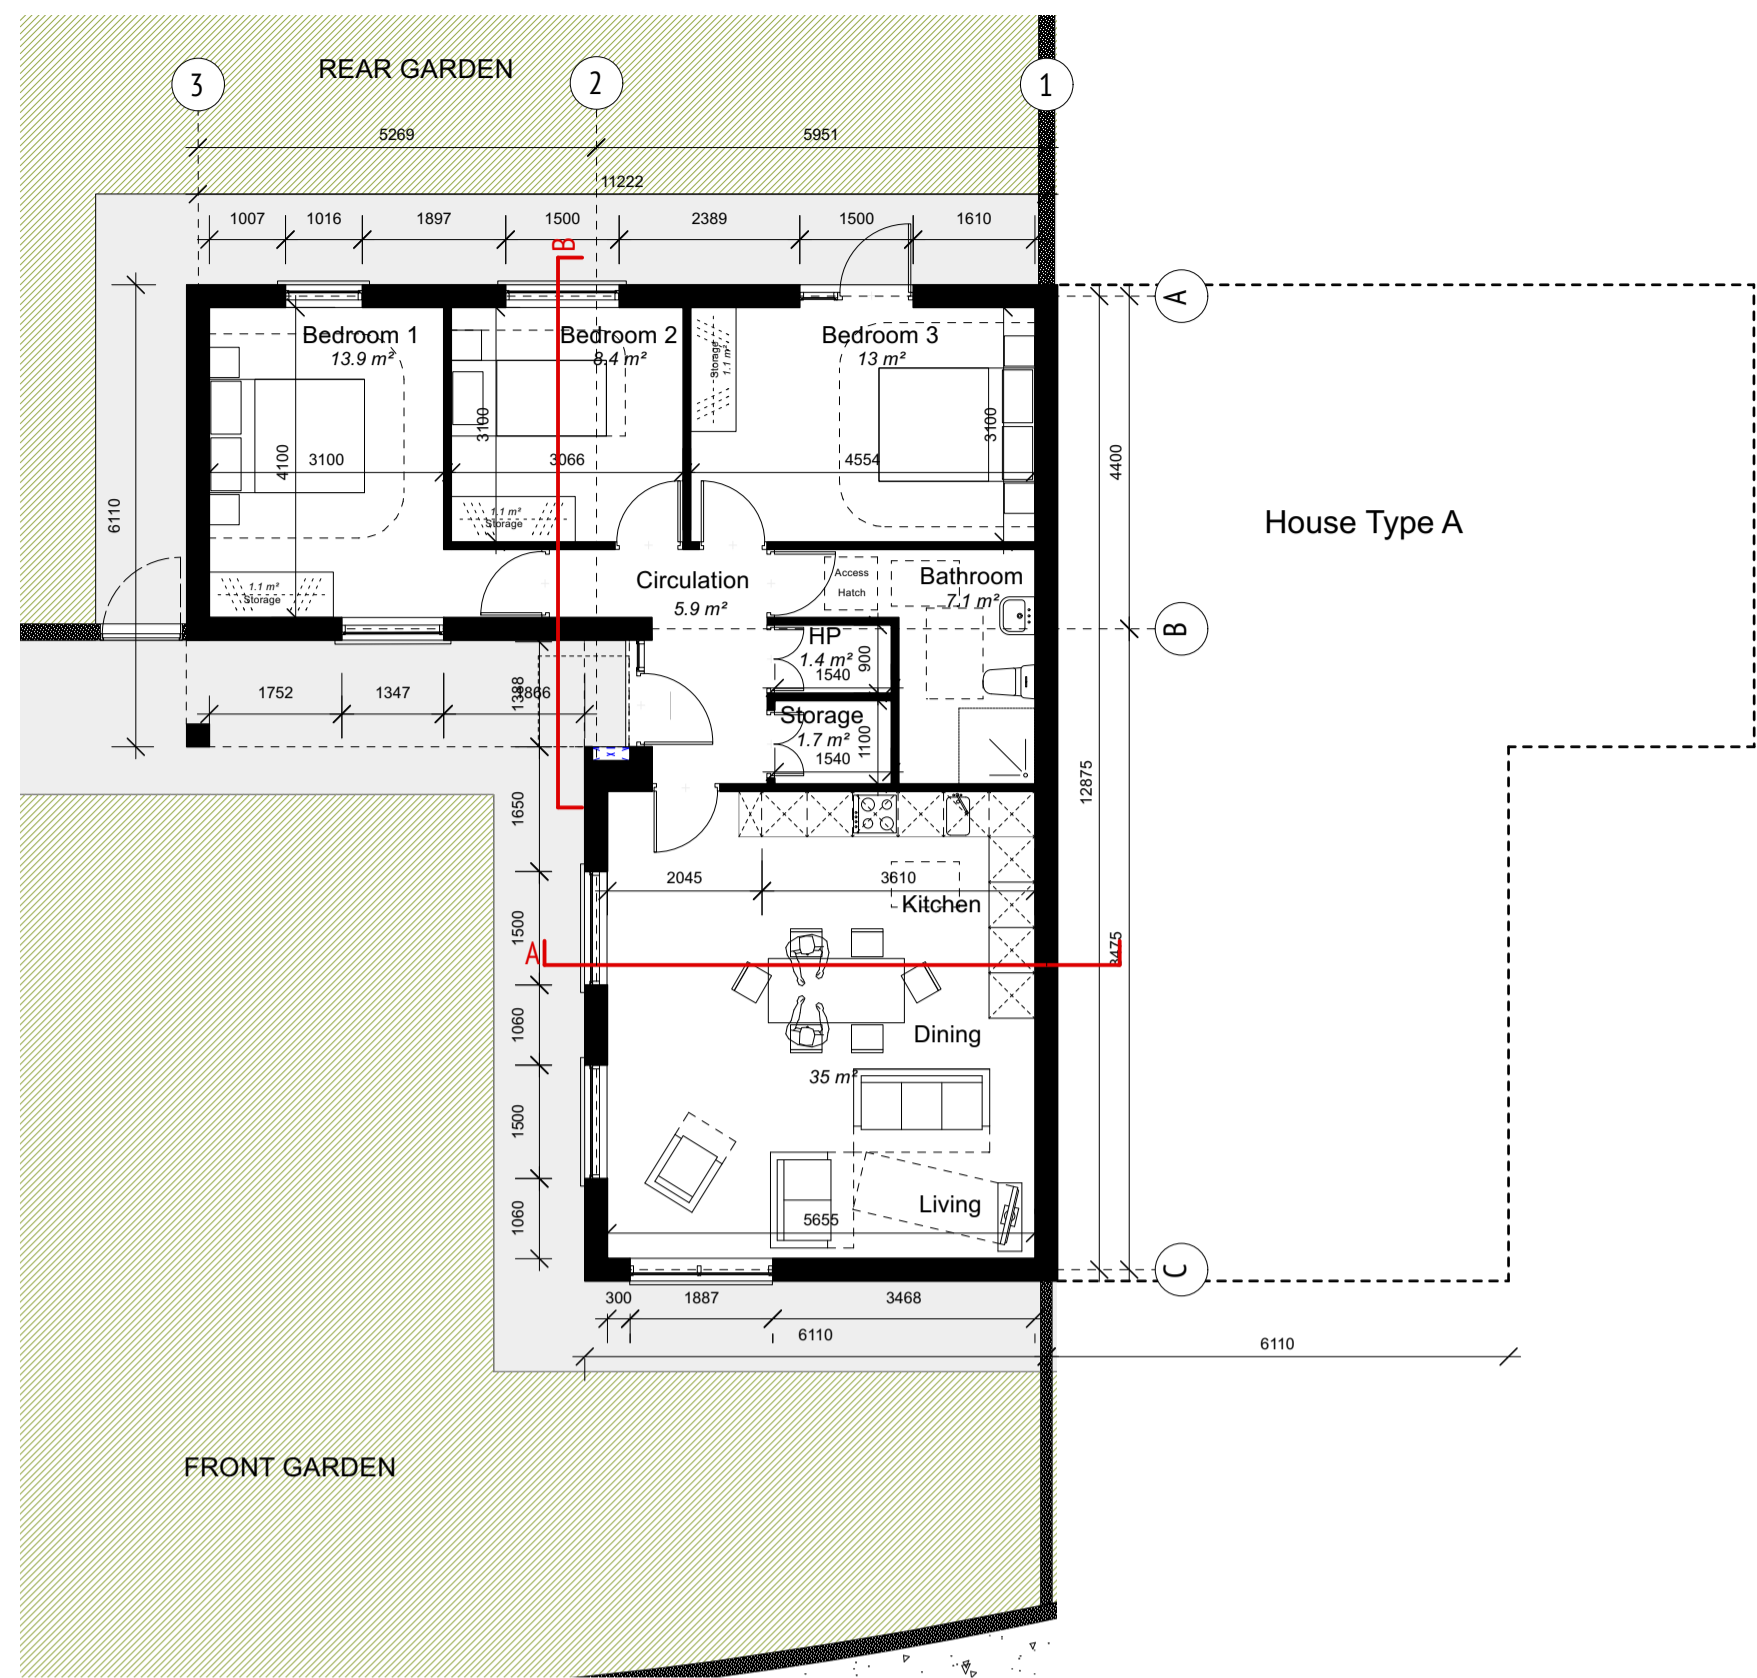 REAR GARDEN
3
2
1
5269
5951
11222
1007
1016
1897
1500
2389
1500
1610
B
A
Bedroom 1
13.9 m²
Bedroom 2
8.4 m²
Bedroom 3
13 m²
Storage
1.1 m²
4100
3100
3100
3066
4554
3100
4400
6110
House Type A
1.1 m²
Storage
1.1 m²
Storage
Circulation
5.9 m²
Access
Hatch
Bathroom
7.1 m²
B
HP
1.4 m²
900
1540
1752
1347
1388
Storage
1.7 m²
1100
1540
12875
1650
2045
3610
Kitchen
1500
A
1060
Dining
35 m²
1500
Living
1060
5655
C
300
1887
3468
6110
6110
FRONT GARDEN